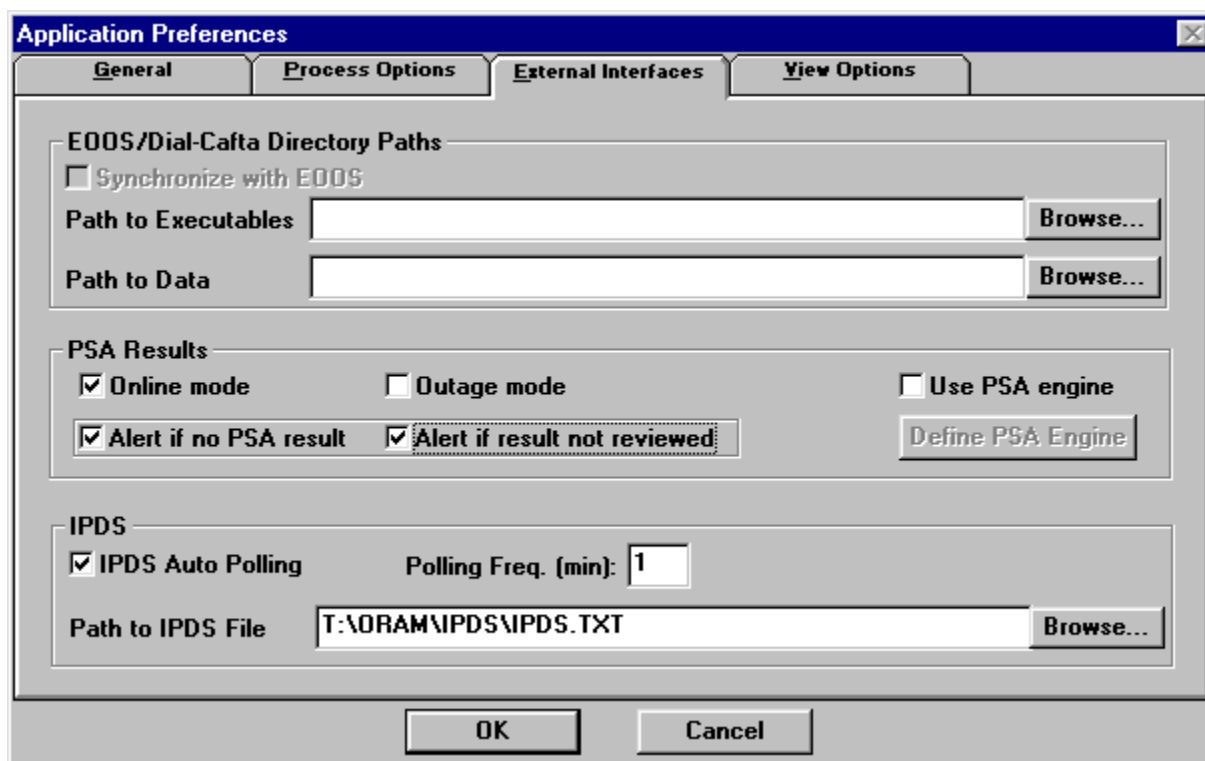 Application Preferences
General Process Options External Interfaces View Options
EOOS/Dial-Cafta Directory Paths
Synchronize with EOOS
Path to Executables Browse...
Path to Data Browse...
PSA Results
Online mode Outage mode Use PSA engine
Alert if no PSA result Alert if result not reviewed Define PSA Engine
IPDS
IPDS Auto Polling Polling Freq. (min): 1
Path to IPDS File T:\ORAM\IPDS\IPDS.TXT Browse...
OK Cancel